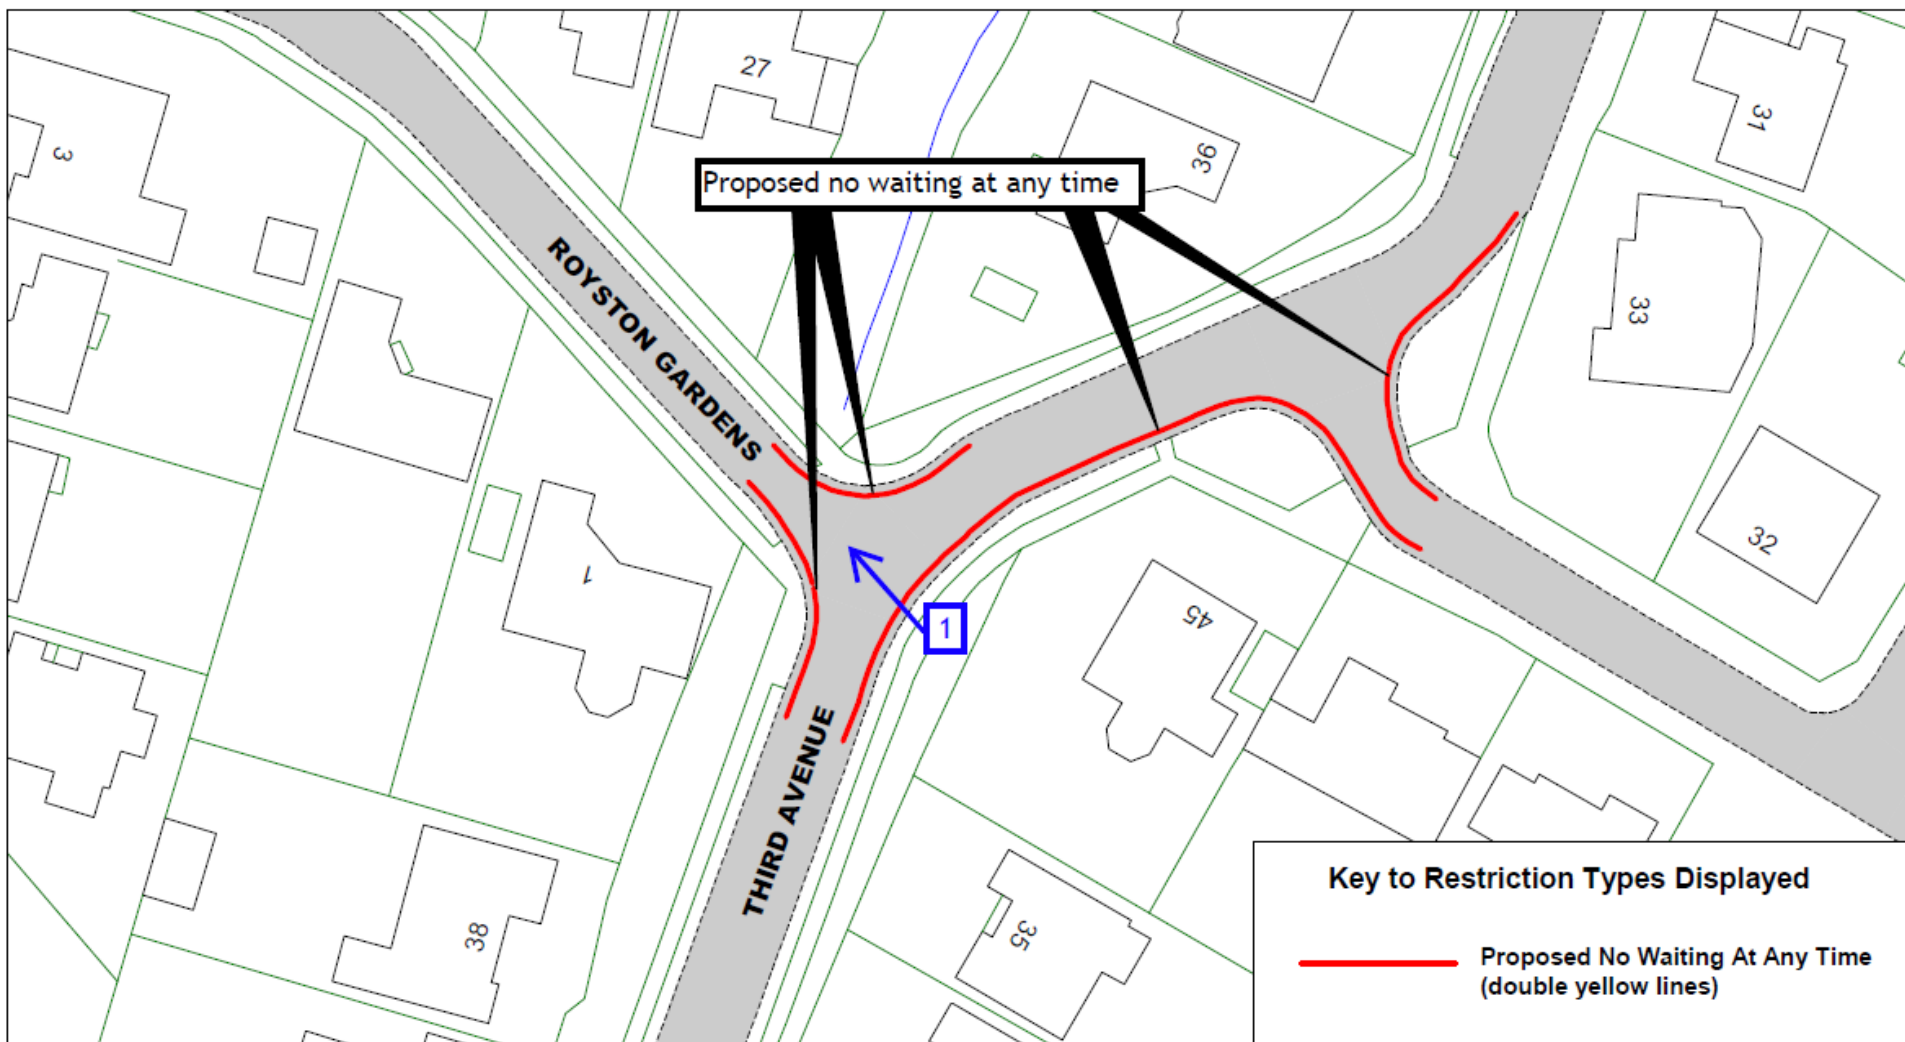 27
3
31
36
Proposed no waiting at any time
ROYSTON GARDENS
33
32
1
1
45
THIRD AVENUE
38
35
Key to Restriction Types Displayed
Proposed No Waiting At Any Time
(double yellow lines)